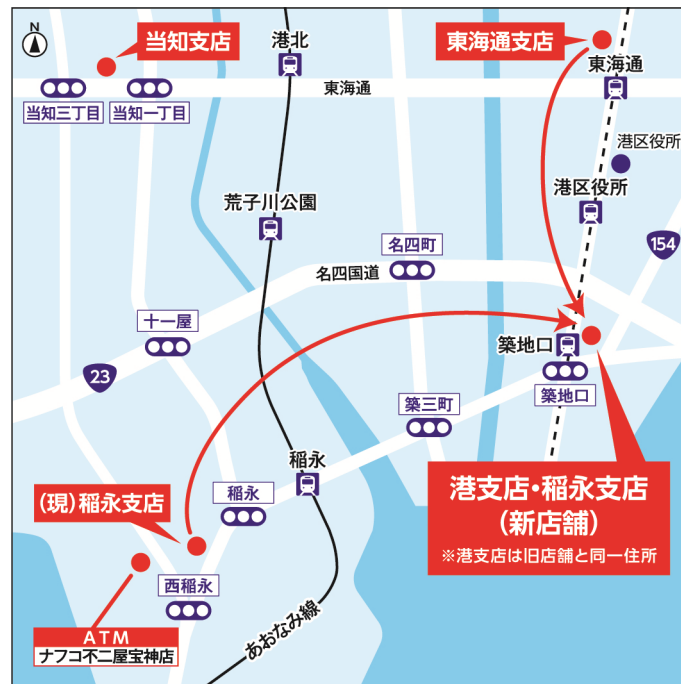 N
当知支店
港北
東海通支店
東海通
東海通
当知三丁目
当知一丁目
港区役所
港区役所
荒子川公園
154
名四町
名四国道
十一屋
築地口
23
築地口
築三町
稲永
港支店・稲永支店
(新店舗)
※港支店は旧店舗と同一住所
(現)稲永支店
稲永
西稲永
ATM
ナフコ不二屋宝神店
あおなみ線